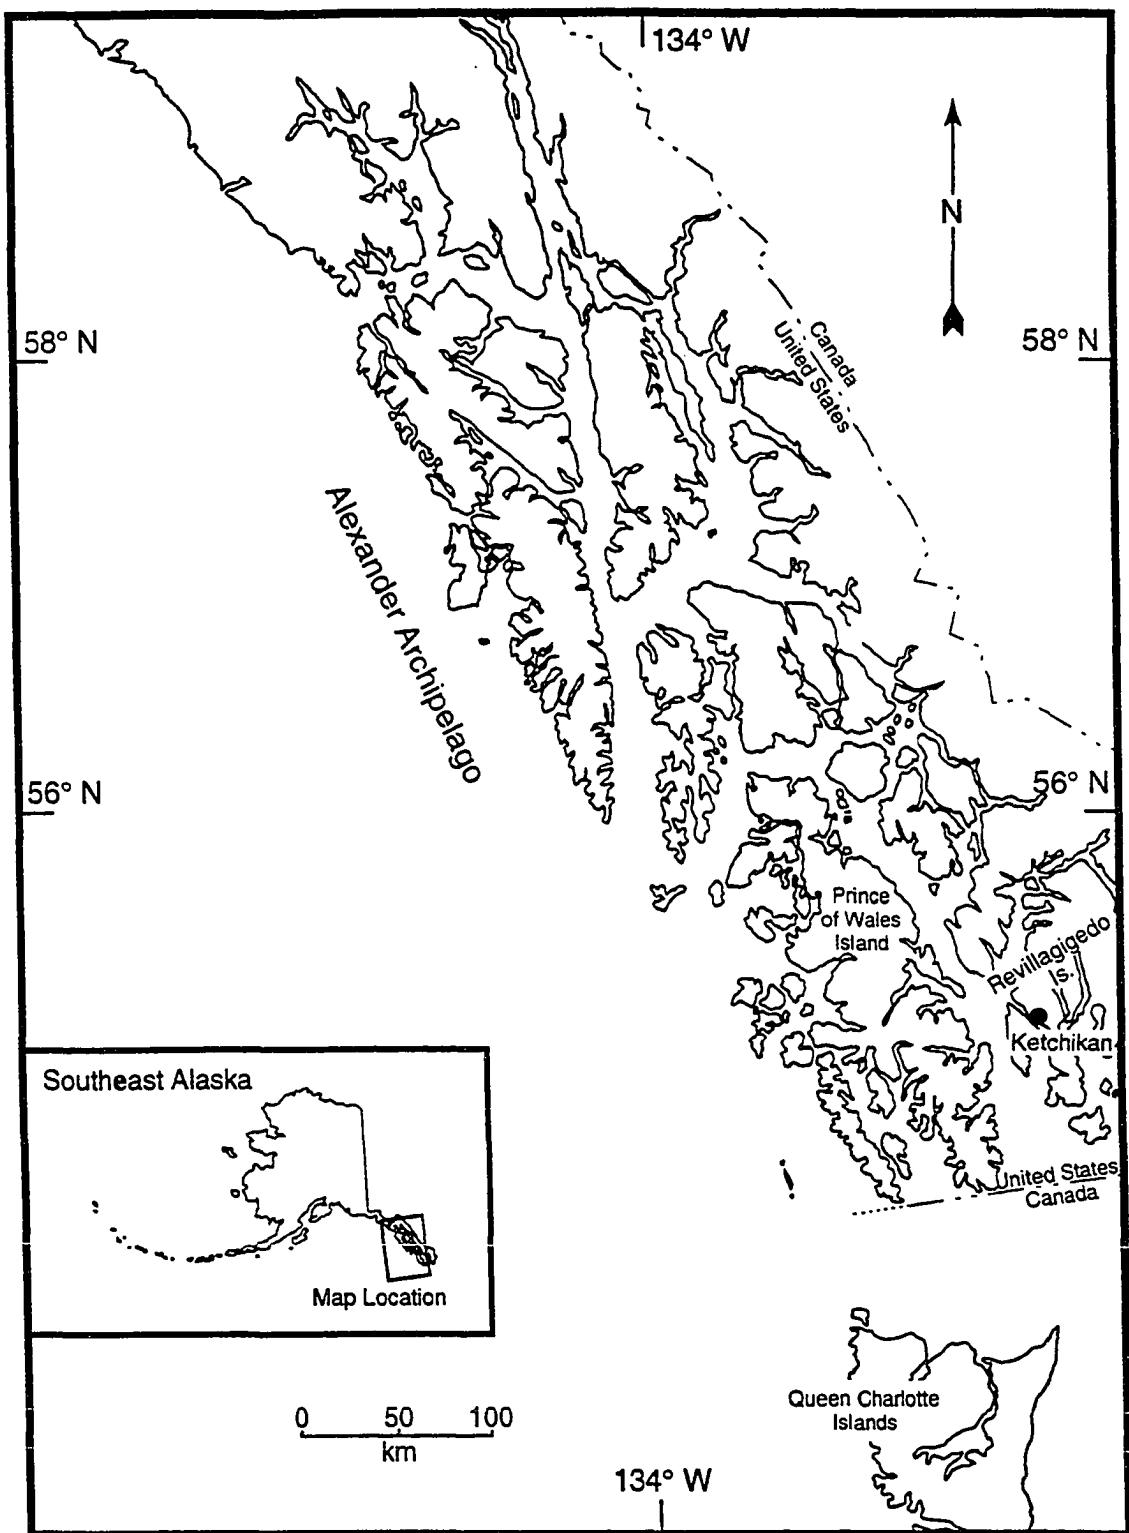 134° W
N
58° N
58° N
Canada
United States
Alexander Archipelago
56° N
56° N
Prince
of Wales
Island
Revillagigedo
Is.
Ketchikan
Southeast Alaska
United States
Canada
Map Location
Queen Charlotte
Islands
0 50 100
km
134° W